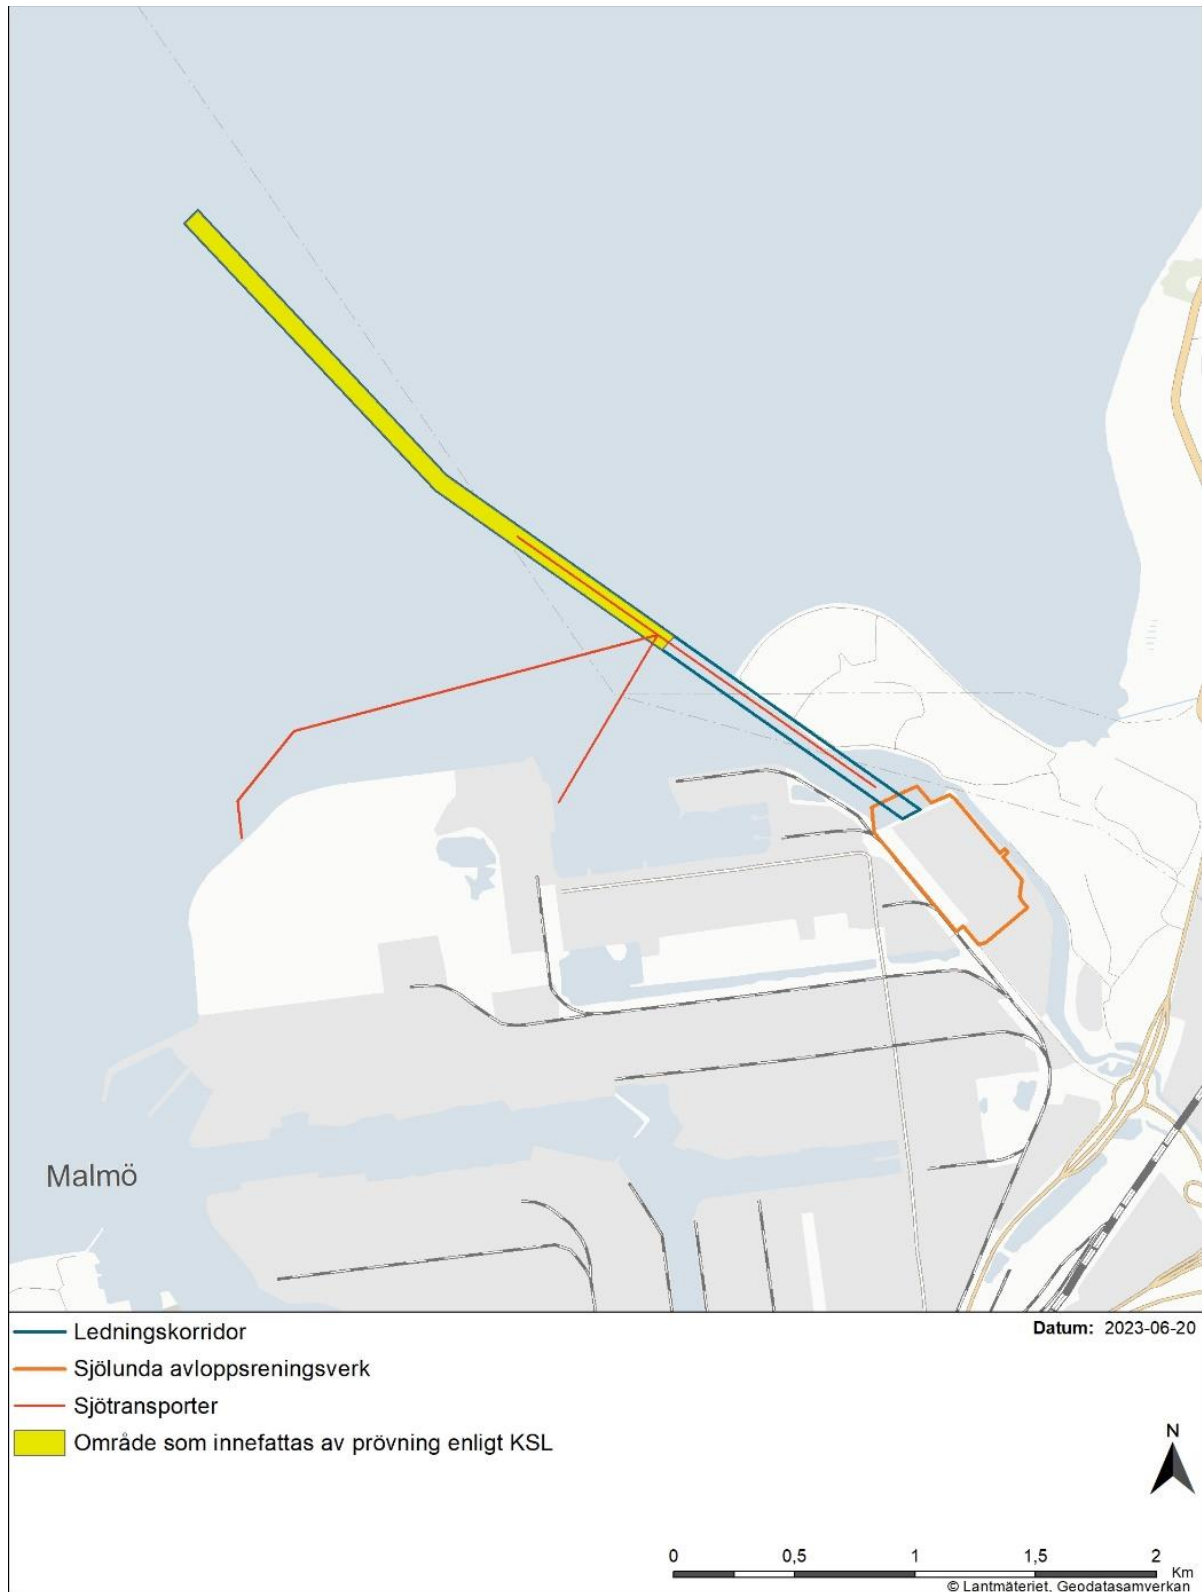 Malmö
Ledningskorridor
Datum: 2023-06-20
Sjölunda avloppsreningsverk
Sjötransporter
Område som innefattas av prövning enligt KSL
N
0 0,5 1 1,5 2
Km
© Lantmäteriet, Geodatasamverkan